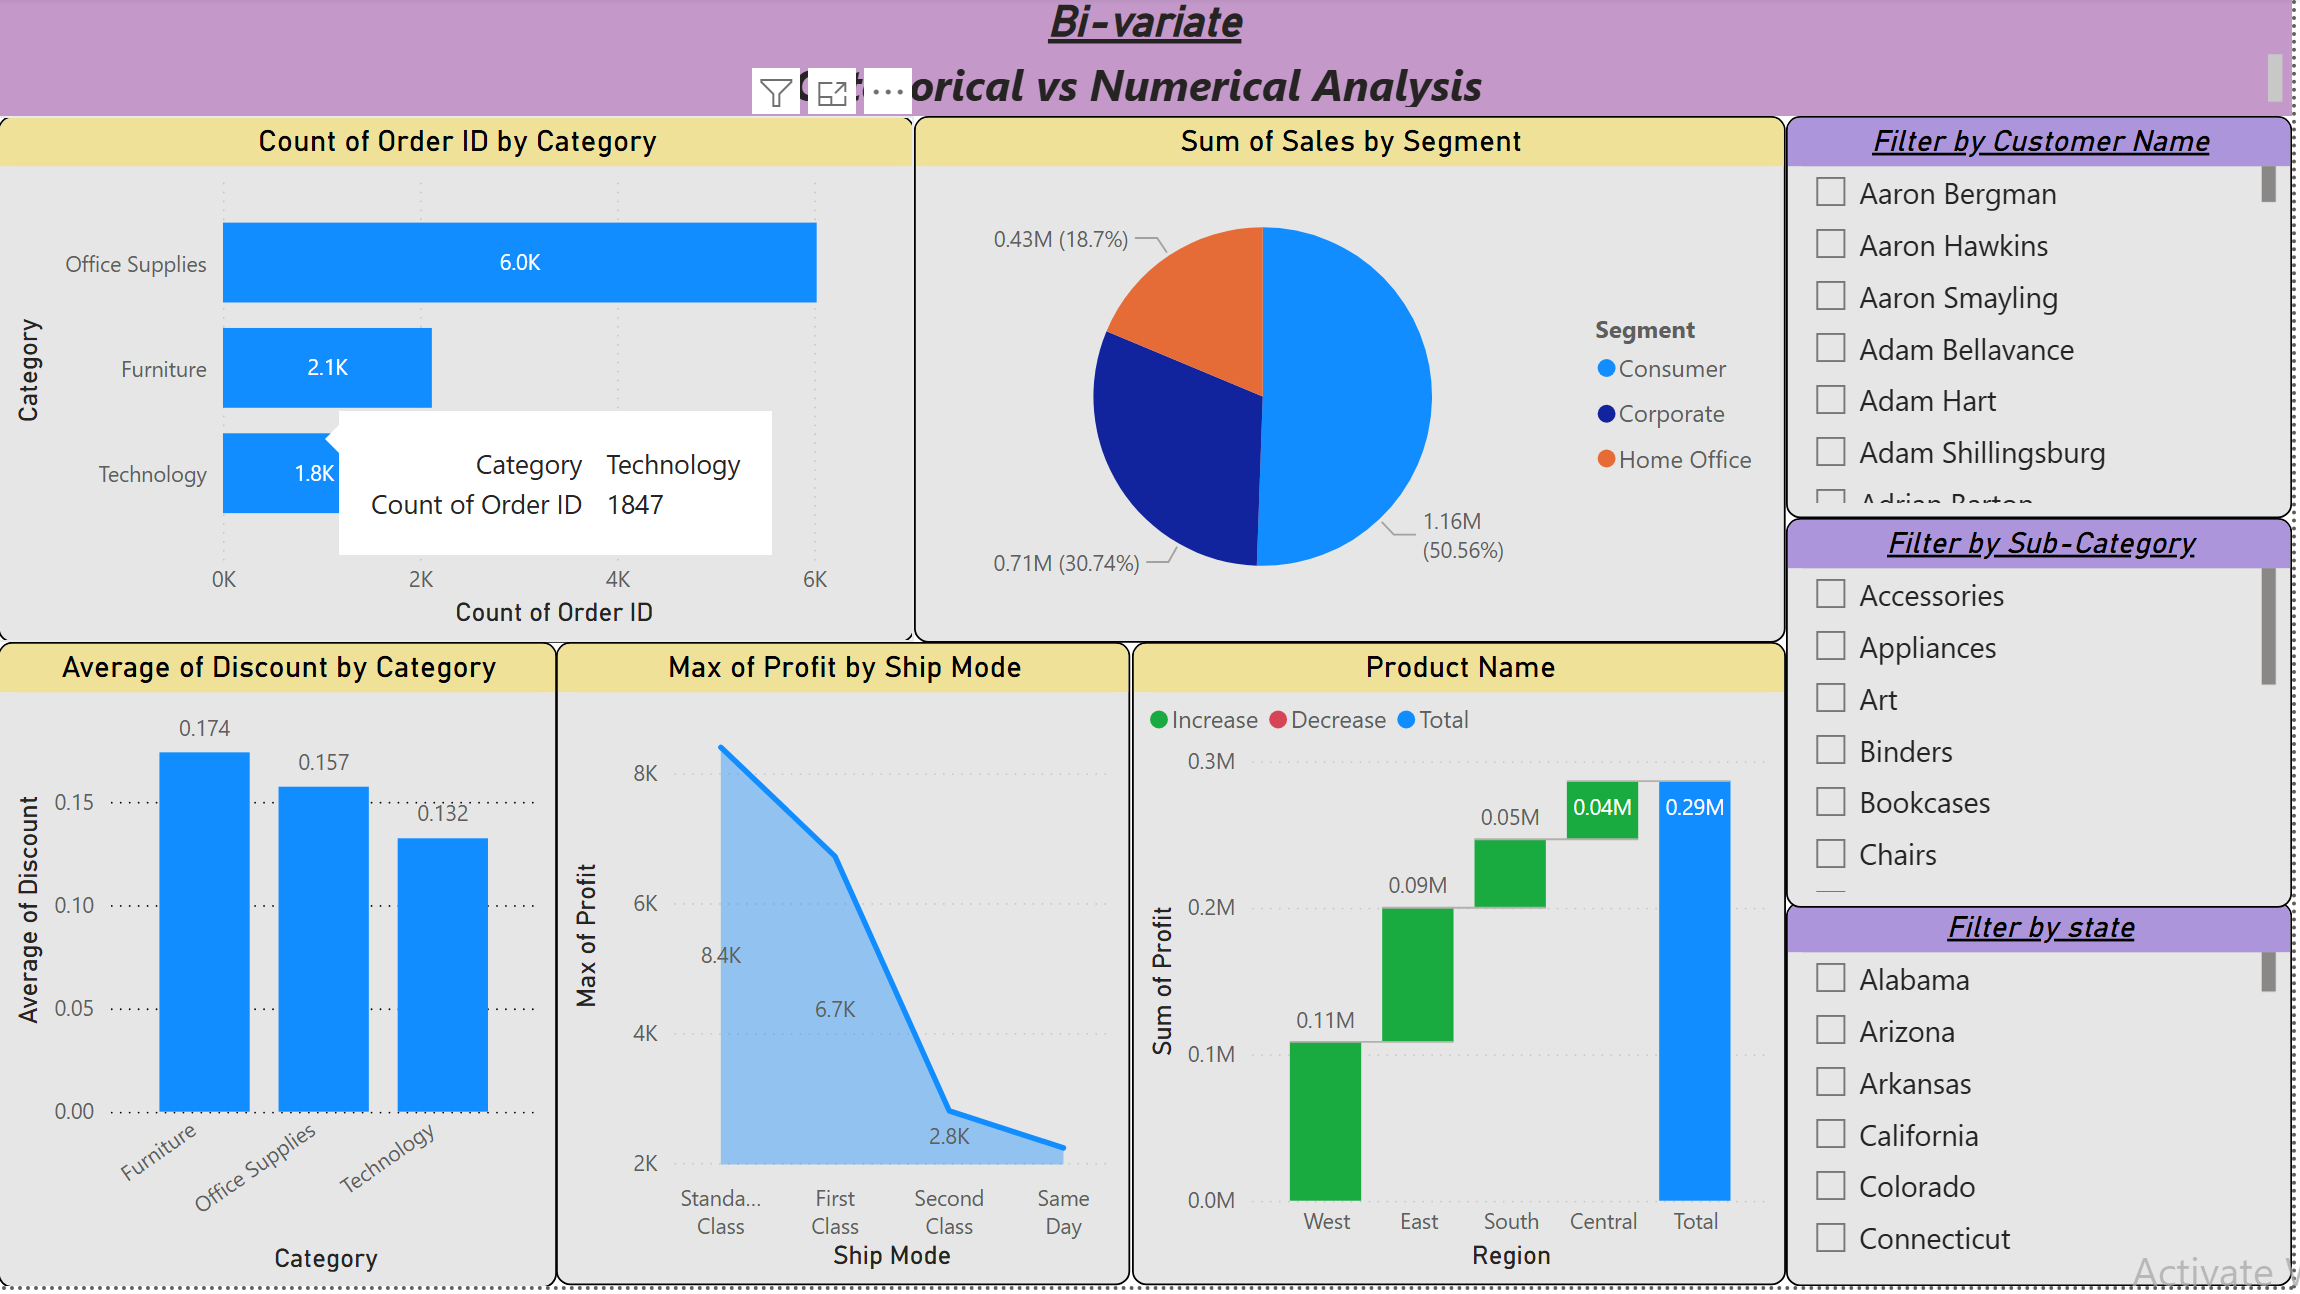 Bi-variate
orical vs Numerical Analysis
Count of Order ID by Category
Category
Office Supplies
6.0K
Furniture
2.1K
Technology
1.8K
Category Technology
Count of Order ID 1847
0K 2K 4K 6K
Count of Order ID
Sum of Sales by Segment
0.43M (18.7%)
0.71M (30.74%)
1.16M
(50.56%)
Segment
Consumer
Corporate
Home Office
Filter by Customer Name
Aaron Bergman
Aaron Hawkins
Aaron Smayling
Adam Bellavance
Adam Hart
Adam Shillingsburg
Adrian Barton
Filter by Sub-Category
Accessories
Appliances
Art
Binders
Bookcases
Chairs
Filter by state
Alabama
Arizona
Arkansas
California
Colorado
Connecticut
Average of Discount by Category
Average of Discount
0.15
0.10
0.05
0.00
0.174
0.157
0.132
Furniture
Office Supplies
Technology
Category
Max of Profit by Ship Mode
Max of Profit
8K
6K
4K
2K
8.4K
6.7K
2.8K
Standa...
Class
First
Class
Second
Class
Same
Day
Ship Mode
Product Name
Increase Decrease Total
Sum of Profit
0.3M
0.2M
0.1M
0.0M
0.11M
0.09M
0.05M
0.04M
0.29M
West East South Central Total
Region
Activate